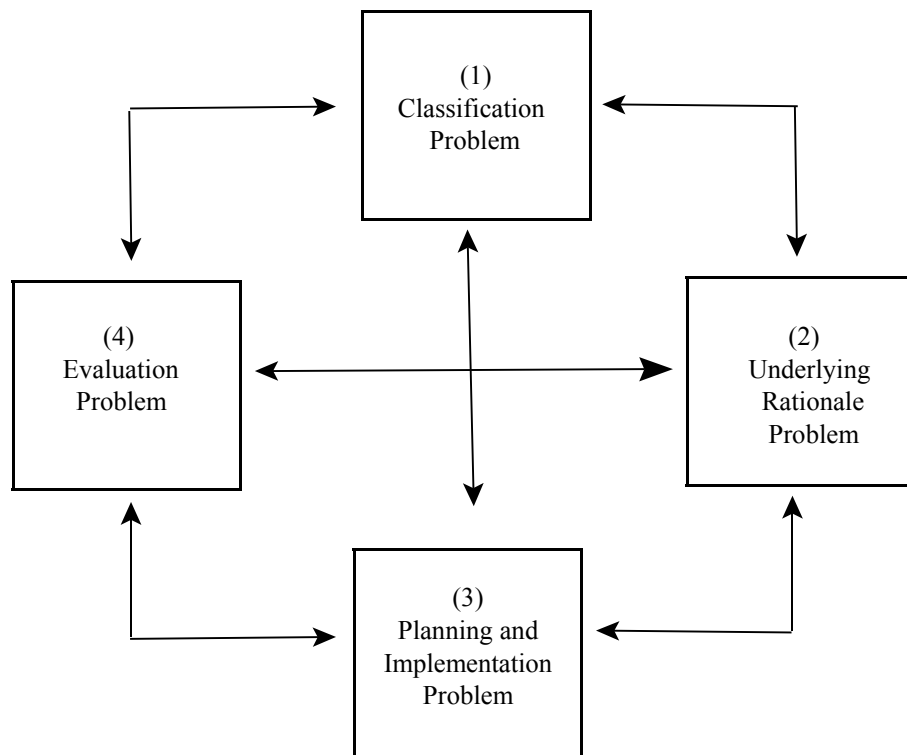 (1)
Classification
Problem
(4)
Evaluation
Problem
(2)
Underlying
Rationale
Problem
(3)
Planning and
Implementation
Problem